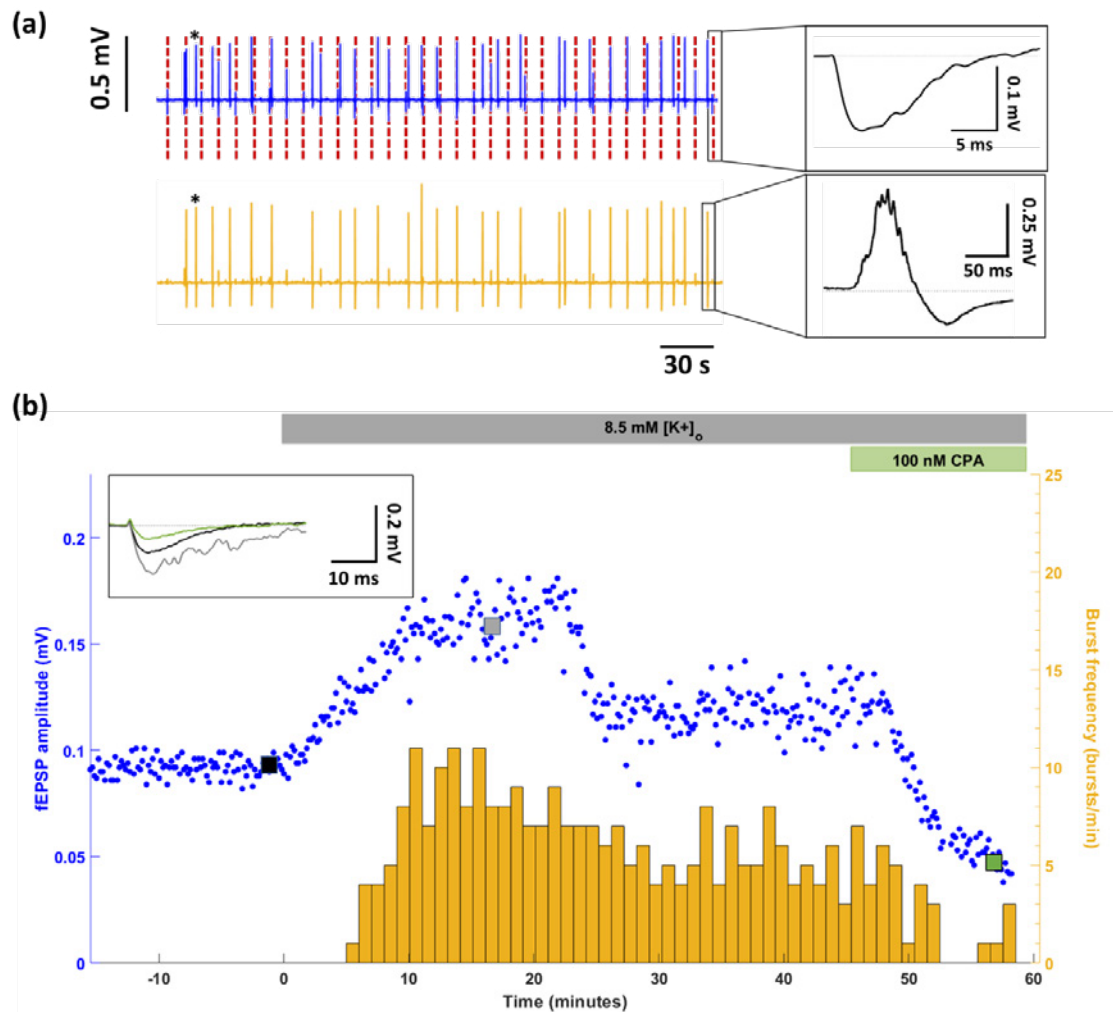 (a)
0.5 mV
*
0.1 mV
5 ms
*
0.25 mV
50 ms
30 s
(b)
8.5 mM [K+]o
100 nM CPA
0.2 mV
10 ms
fEPSP amplitude (mV)
0.2
0.15
0.1
0.05
0
25
20
15
10
5
0
Burst frequency (bursts/min)
-10 0 10 20 30 40 50 60
Time (minutes)